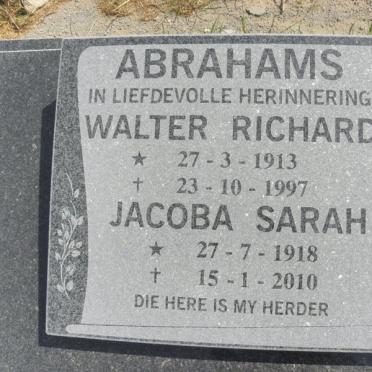 ABRAHAMS
IN LIEFDEVOLLE HERINNERING
WALTER RICHARD
★ 27 - 3 - 1913
† 23 - 10 - 1997
JACOBA SARAH
★ 27 - 7 - 1918
† 15 - 1 - 2010
DIE HERE IS MY HERDER